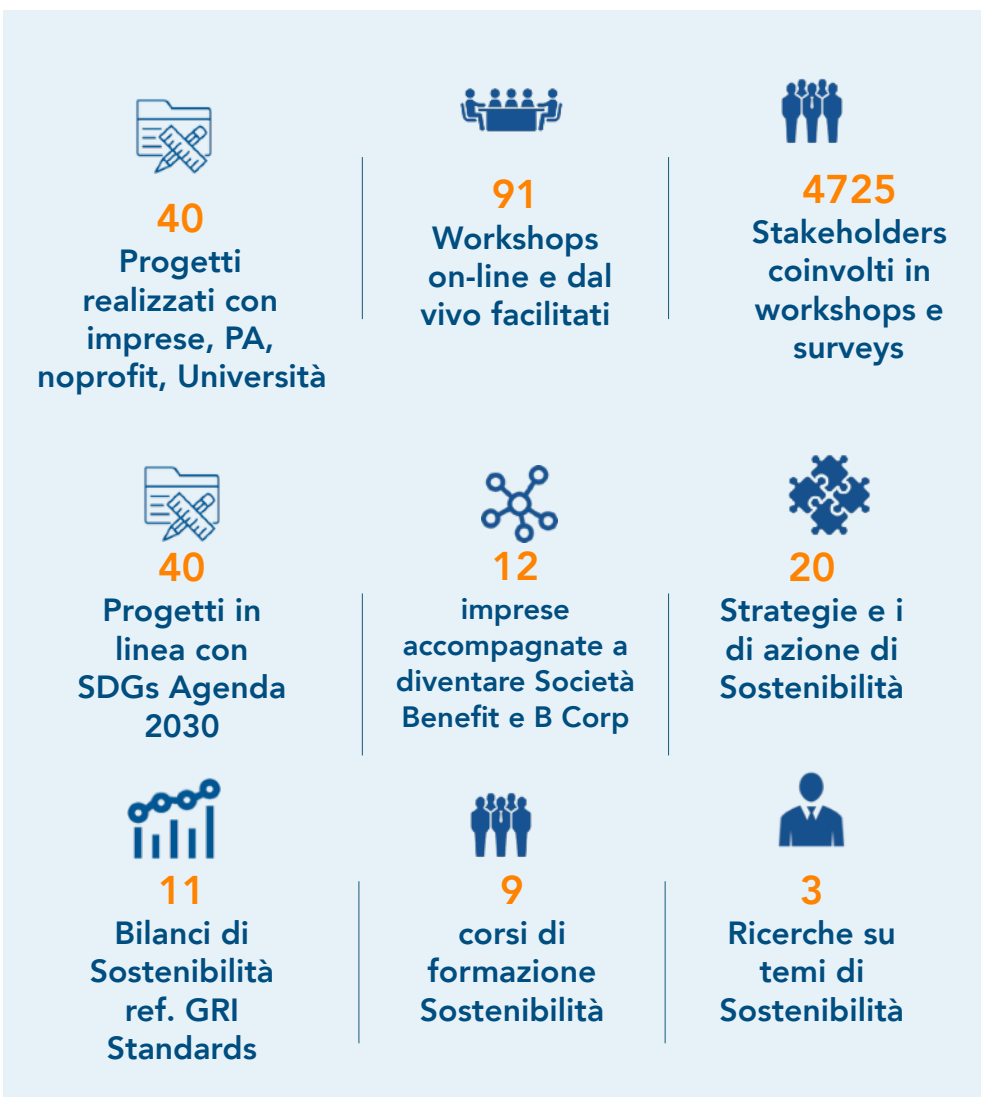 40
Progetti
realizzati con
imprese, PA,
noprofit, Università
91
Workshops
on-line e dal
vivo facilitati
4725
Stakeholders
coinvolti in
workshops e
surveys
40
Progetti in
linea con
SDGs Agenda
2030
12
imprese
accompagnate a
diventare Società
Benefit e B Corp
20
Strategie e i
di azione di
Sostenibilità
11
Bilanci di
Sostenibilità
ref. GRI
Standards
9
corsi di
formazione
Sostenibilità
3
Ricerche su
temi di
Sostenibilità